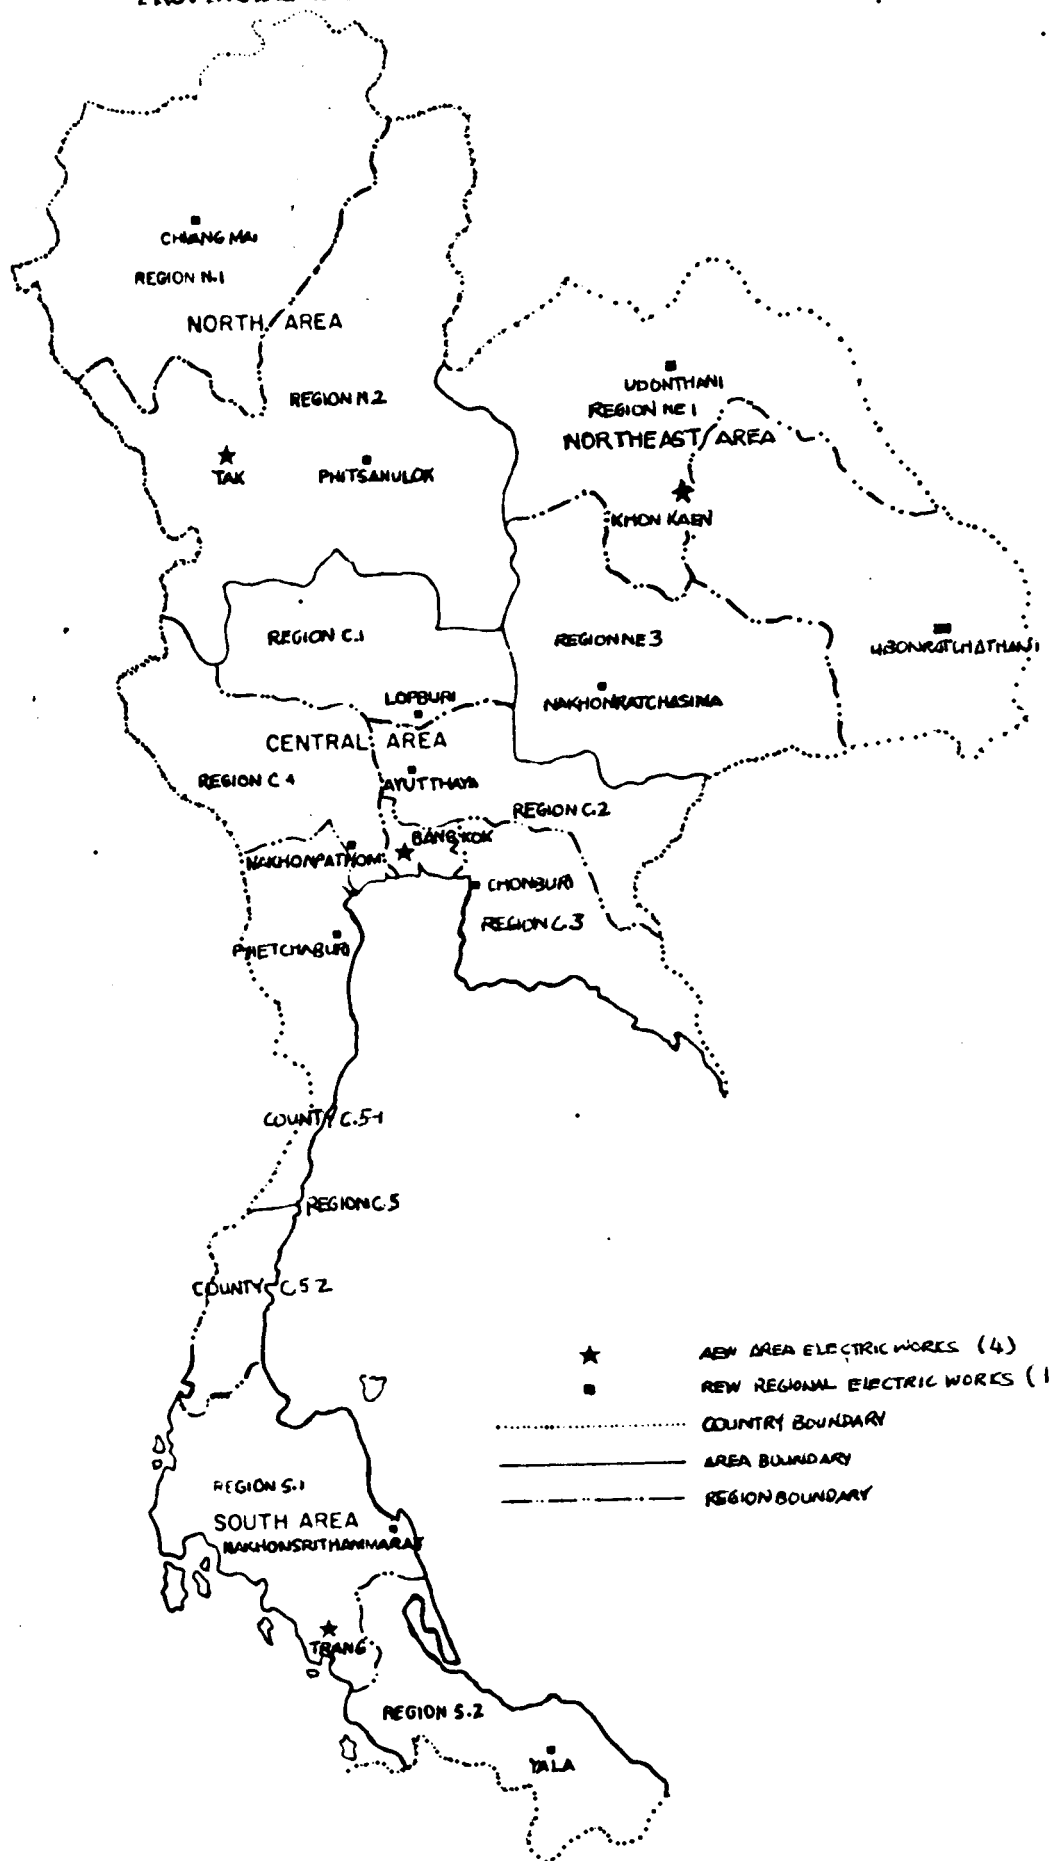 CHIANG MAI
REGION N.1
NORTH AREA
REGION N.2
UDONTHANI
REGION NE 1
NORTHEAST AREA
TAK
PHITSANULOK
KHON KAEN
REGION C.1
REGION NE 3
UBONRATCHATHANI
LOPBURI
NAKHONRATCHASIMA
CENTRAL AREA
REGION C 4
AYUTTHAYA
REGION C.2
BANGKOK
NAKHONPATHOM
CHONBURI
REGION C.3
PHETCHABURI
COUNTY C.5-1
REGION C.5
COUNTY C 5 2
AEW AREA ELECTRIC WORKS (4)
REW REGIONAL ELECTRIC WORKS (1
COUNTRY BOUNDARY
AREA BOUNDARY
REGION BOUNDARY
REGION S.1
SOUTH AREA
NAKHONSRITHAMMARAT
TRANG
REGION S.2
YALA